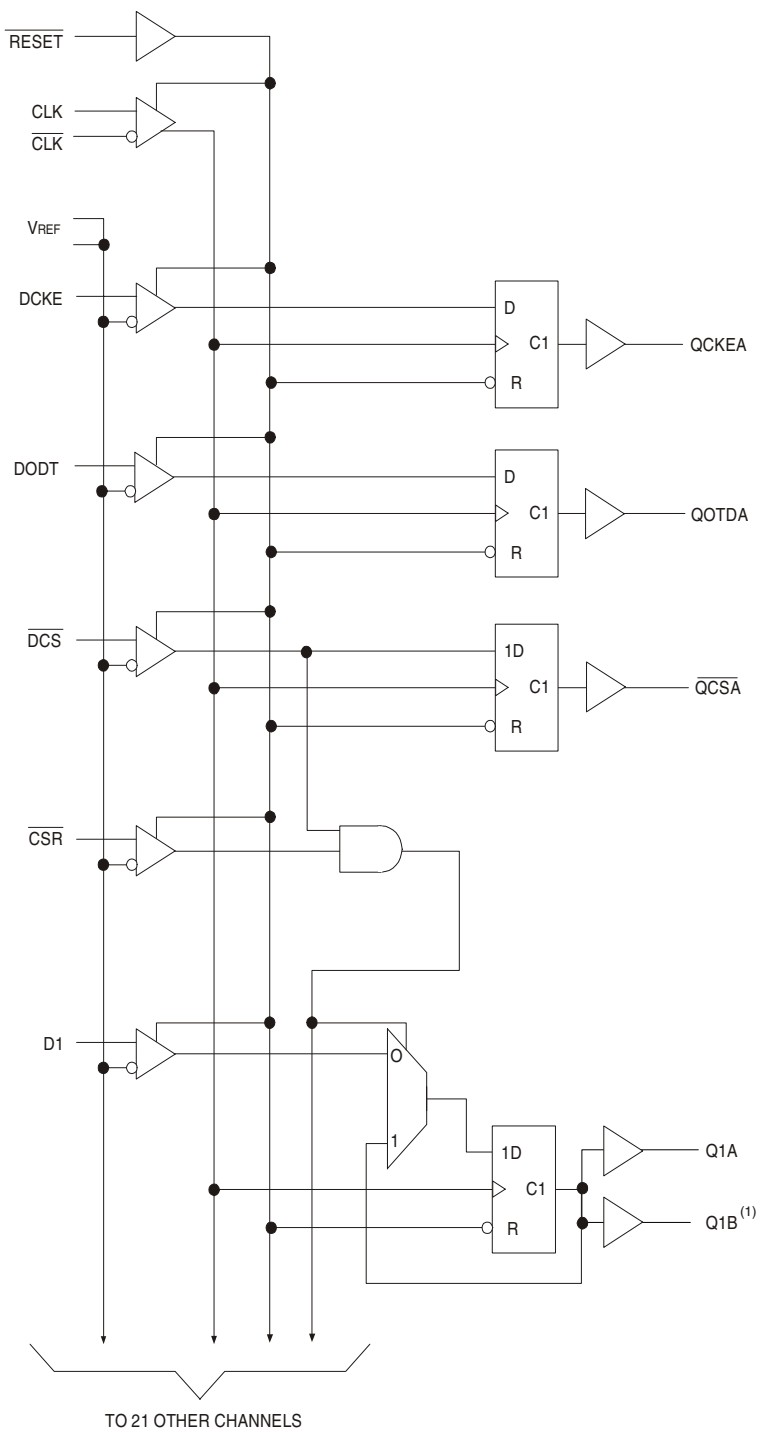 RESET
CLK
CLK
VREF
DCKE
D
C1
R
QCKEA
DODT
D
C1
R
QOTDA
DCS
1D
C1
R
QCSA
CSR
D1
O
1
1D
C1
R
Q1A
Q1B (1)
TO 21 OTHER CHANNELS